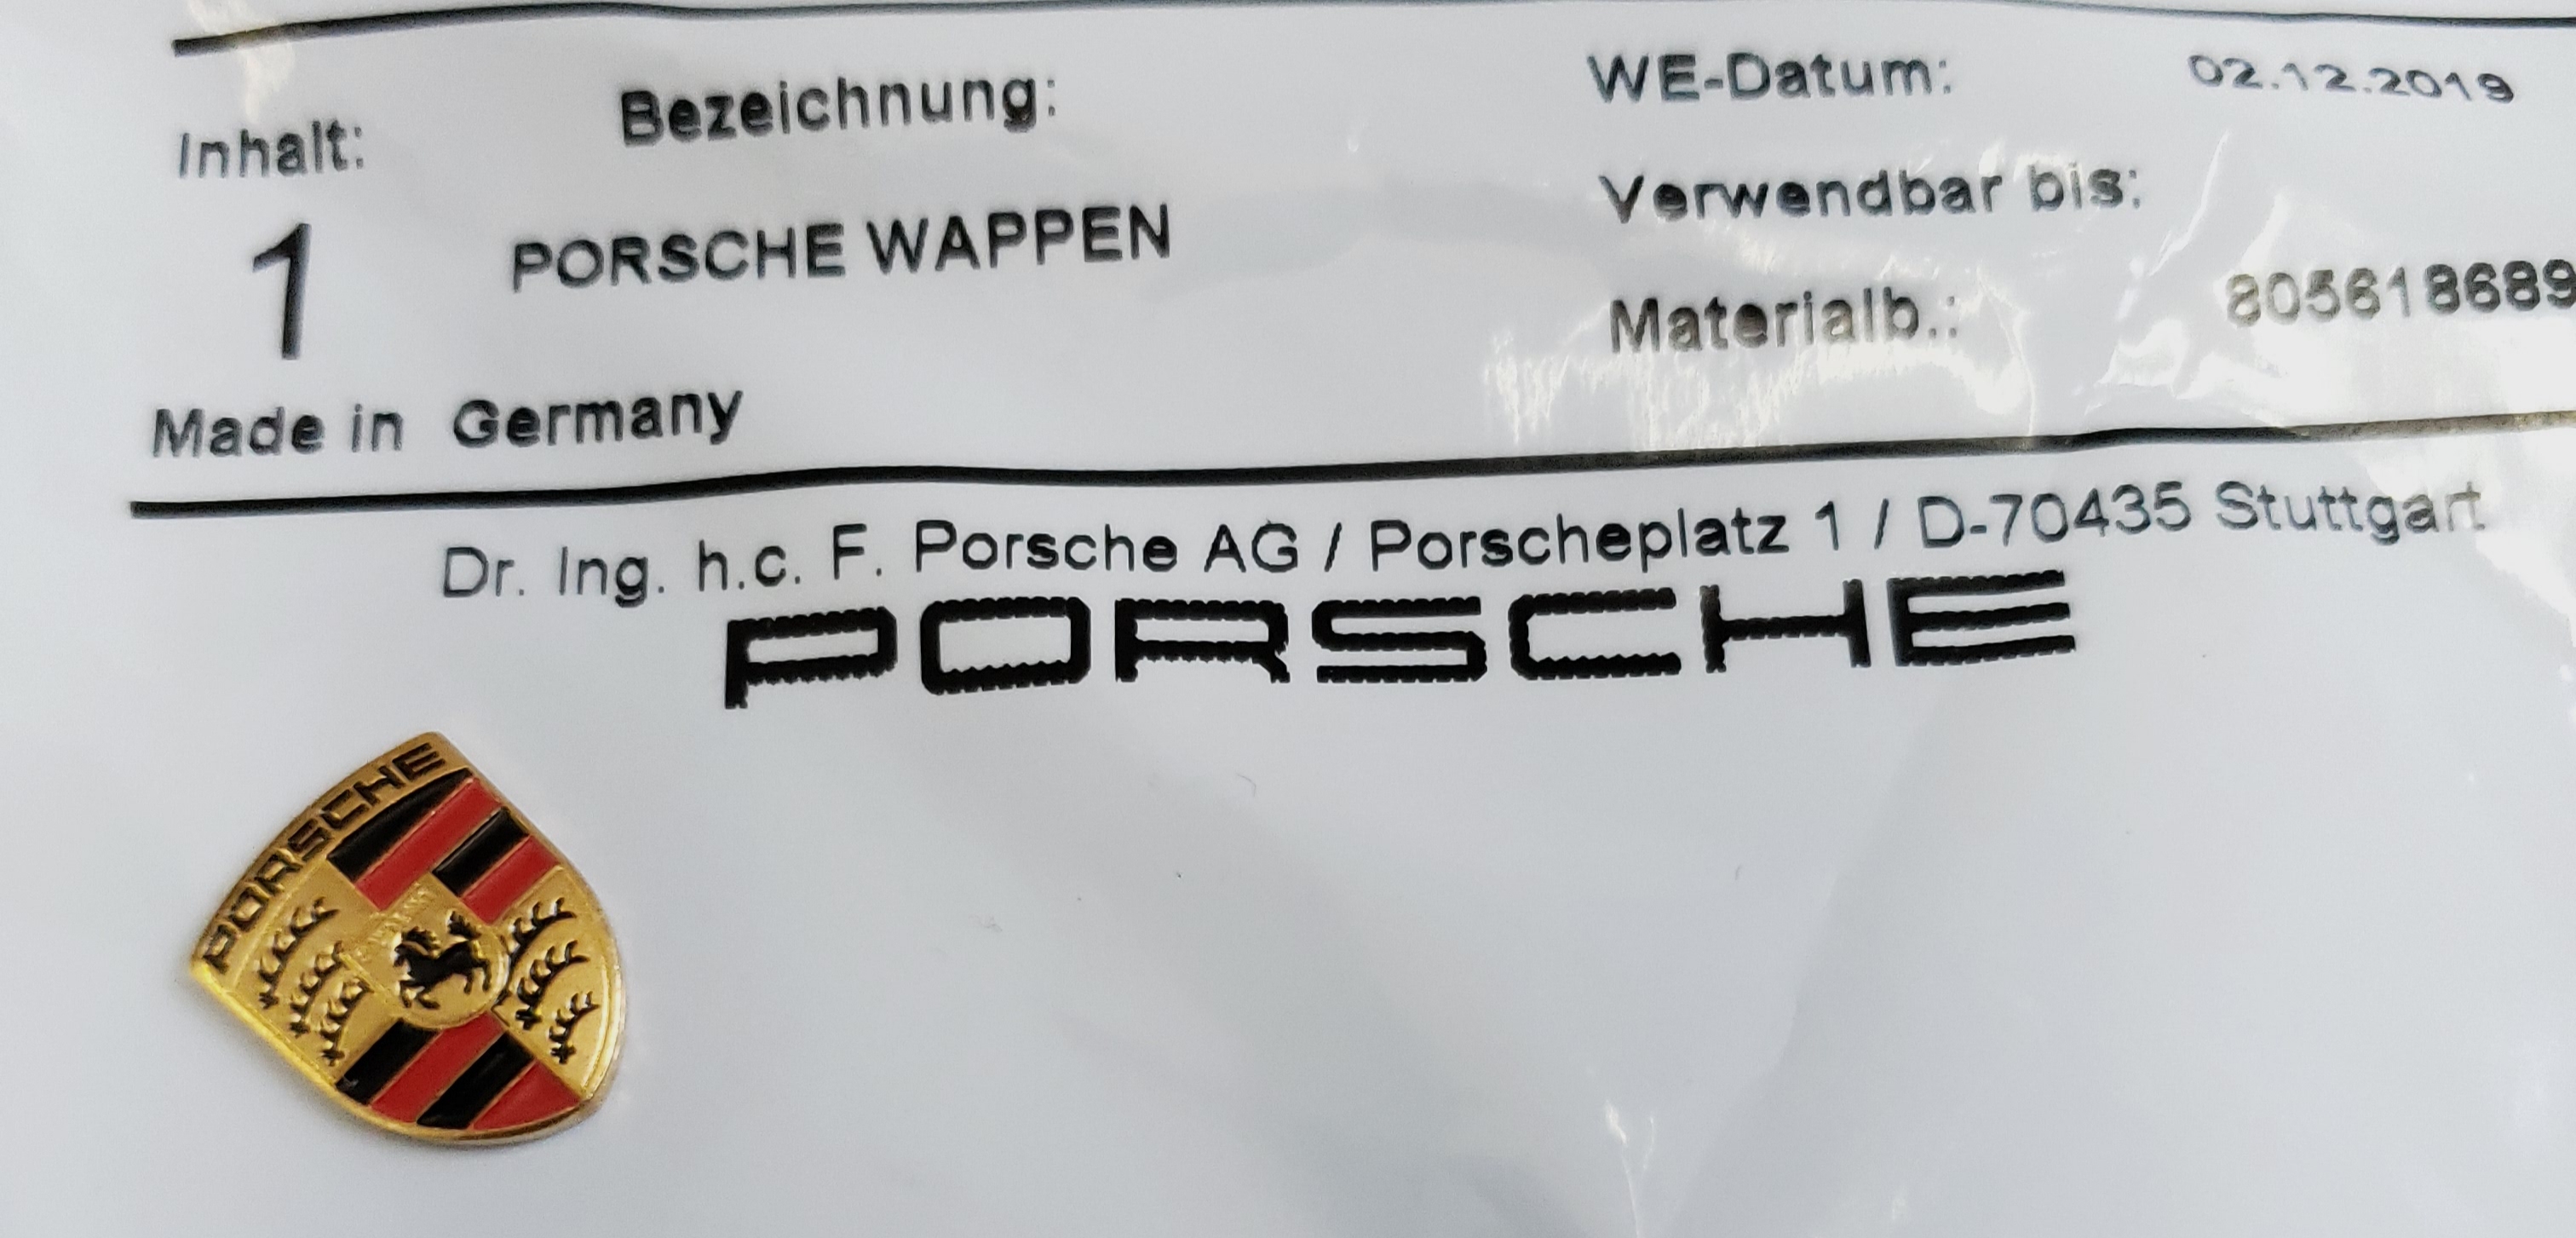 Inhalt: Bezeichnung: WE-Datum: 02.12.2019
Verwendbar bis:
1 PORSCHE WAPPEN
Materialb.: 805618689
Made in Germany
Dr. Ing. h.c. F. Porsche AG / Porscheplatz 1 / D-70435 Stuttgart
PORSCHE
PORSCHE